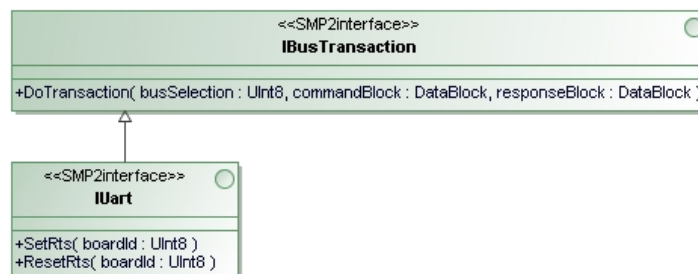 <<SMP2interface>>
IBusTransaction
+DoTransaction( busSelection : UInt8, commandBlock : DataBlock, responseBlock : DataBlock )
<<SMP2interface>>
IUart
+SetRts( boardId : UInt8 )
+ResetRts( boardId : UInt8 )